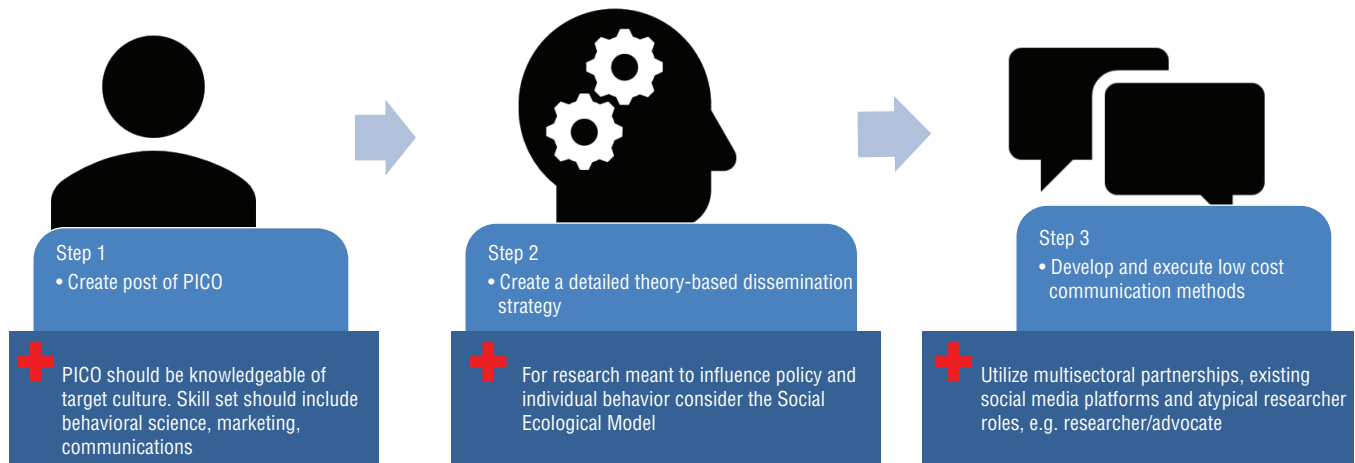 Step 1
• Create post of PICO
PICO should be knowledgeable of
target culture. Skill set should include
behavioral science, marketing,
communications
Step 2
• Create a detailed theory-based dissemination
strategy
For research meant to influence policy and
individual behavior consider the Social
Ecological Model
Step 3
• Develop and execute low cost
communication methods
Utilize multisectoral partnerships, existing
social media platforms and atypical researcher
roles, e.g. researcher/advocate